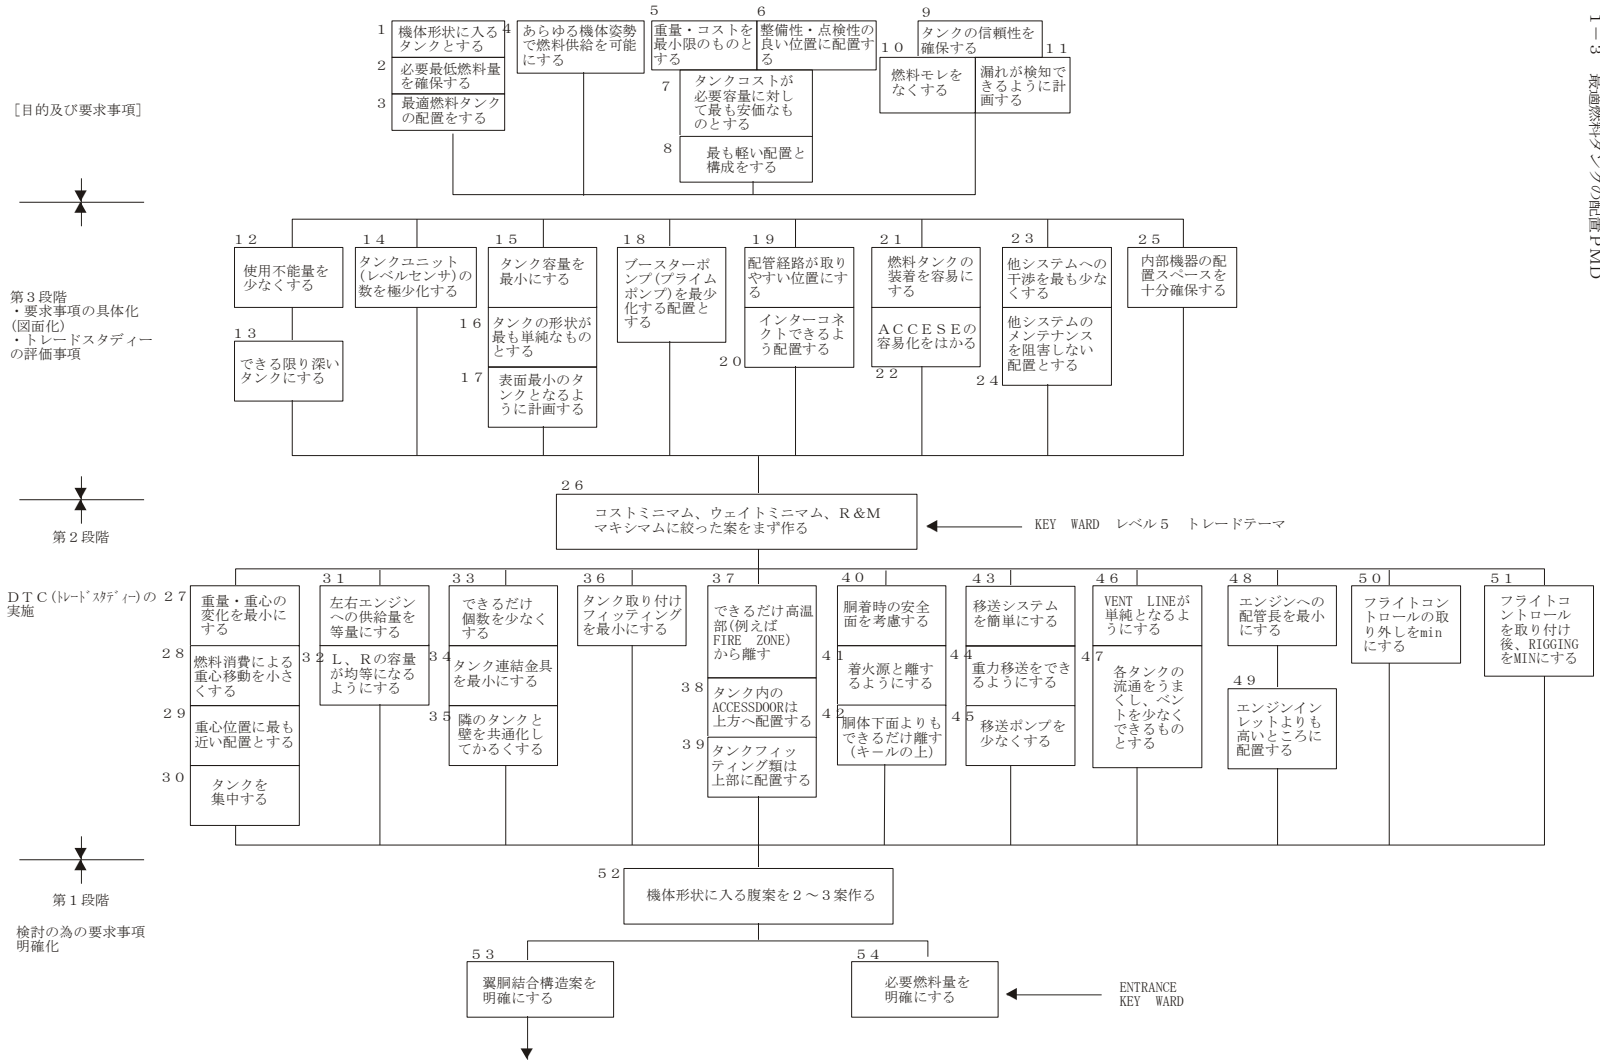 1－3　最適燃料タンクの配置PMD
[目的及び要求事項]
1
機体形状に入る
タンクとする
2
必要最低燃料量
を確保する
3
最適燃料タンク
の配置をする
4
あらゆる機体姿勢
で燃料供給を可能
にする
5
重量・コストを
最小限のものと
する
6
整備性・点検性の
良い位置に配置す
る
7
タンクコストが
必要容量に対し
て最も安価なも
のとする
8
最も軽い配置と
構成をする
9
タンクの信頼性を
確保する
10
燃料モレを
なくする
11
漏れが検知で
きるように計
画する
第3段階
・要求事項の具体化
(図面化)
・トレードスタディー
の評価事項
12
使用不能量を
少なくする
13
できる限り深い
タンクにする
14
タンクユニット
(レベルセンサ)の
数を極少化する
15
タンク容量を
最小にする
16
タンクの形状が
最も単純なもの
とする
17
表面最小のタ
ンクとなるよ
うに計画する
18
ブースターポ
ンプ(プライム
ポンプ)を最少
化する配置と
する
19
配管経路が取り
やすい位置にす
る
インターコネ
クトできるよ
う配置する
20
21
燃料タンクの
装着を容易に
する
ACCESEの
容易化をはかる
22
23
他システムへの
干渉を最も少な
くする
他システムの
メンテナンス
を阻害しない
配置とする
24
25
内部機器の配
置スペースを
十分確保する
26
コストミニマム、ウェイトミニマム、R&M
マキシマムに絞った案をまず作る
KEY　WARD　レベル5　トレードテーマ
第2段階
DTC(ﾄﾚｰﾄﾞｽﾀﾃﾞｨｰ)の
実施
27
重量・重心の
変化を最小に
する
28
燃料消費による
重心移動を小さ
くする
29
重心位置に最も
近い配置とする
30
タンクを
集中する
31
左右エンジン
への供給量を
等量にする
32
L、Rの容量
が均等になる
ようにする
33
できるだけ
個数を少なく
する
34
タンク連結金具
を最小にする
35
隣のタンクと
壁を共通化し
てかるくする
36
タンク取り付け
フィッティング
を最小にする
37
できるだけ高温
部(例えば
FIRE　ZONE)
から離す
38
タンク内の
ACCESSDOORは
上方へ配置する
39
タンクフィッ
ティング類は
上部に配置する
40
胴着時の安全
面を考慮する
41
着火源と離す
るようにする
42
胴体下面よりも
できるだけ離す
(キールの上)
43
移送システム
を簡単にする
44
重力移送をでき
るようにする
45
移送ポンプを
少なくする
46
VENT　LINEが
単純となるよ
うにする
47
各タンクの
流通をうま
くし、ベン
トを少なく
できるもの
とする
48
エンジンへの
配管長を最小
にする
49
エンジンイン
レットよりも
高いところに
配置する
50
フライトコン
トロールの取
り外しをmin
にする
51
フライトコ
ントロール
を取り付け
後、RIGGING
をMINにする
第1段階
検討の為の要求事項
明確化
52
機体形状に入る腹案を2～3案作る
53
翼胴結合構造案を
明確にする
54
必要燃料量を
明確にする
ENTRANCE
KEY　WARD